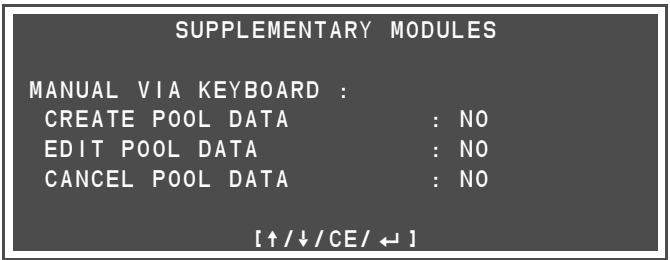 SUPPLEMENTARY MODULES
MANUAL VIA KEYBOARD :
CREATE POOL DATA : NO
EDIT POOL DATA : NO
CANCEL POOL DATA : NO
[↑/↓/CE/↵]